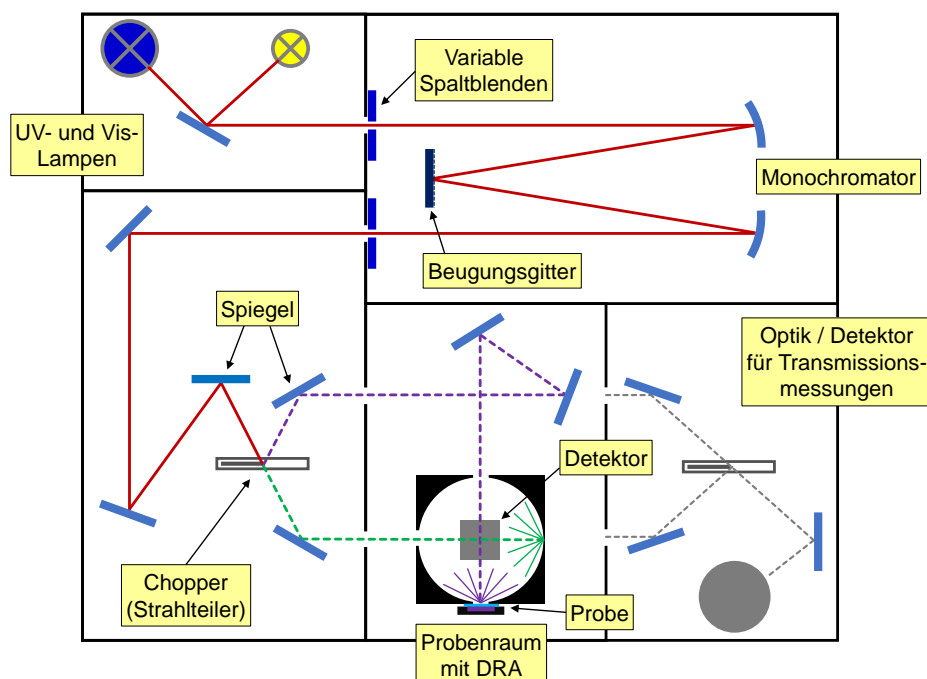 Variable
Spaltblenden
UV- und Vis-
Lampen
Monochromator
Beugungsgitter
Spiegel
Optik / Detektor
für Transmissions-
messungen
Detektor
Chopper
(Strahlteiler)
Probe
Probenraum
mit DRA